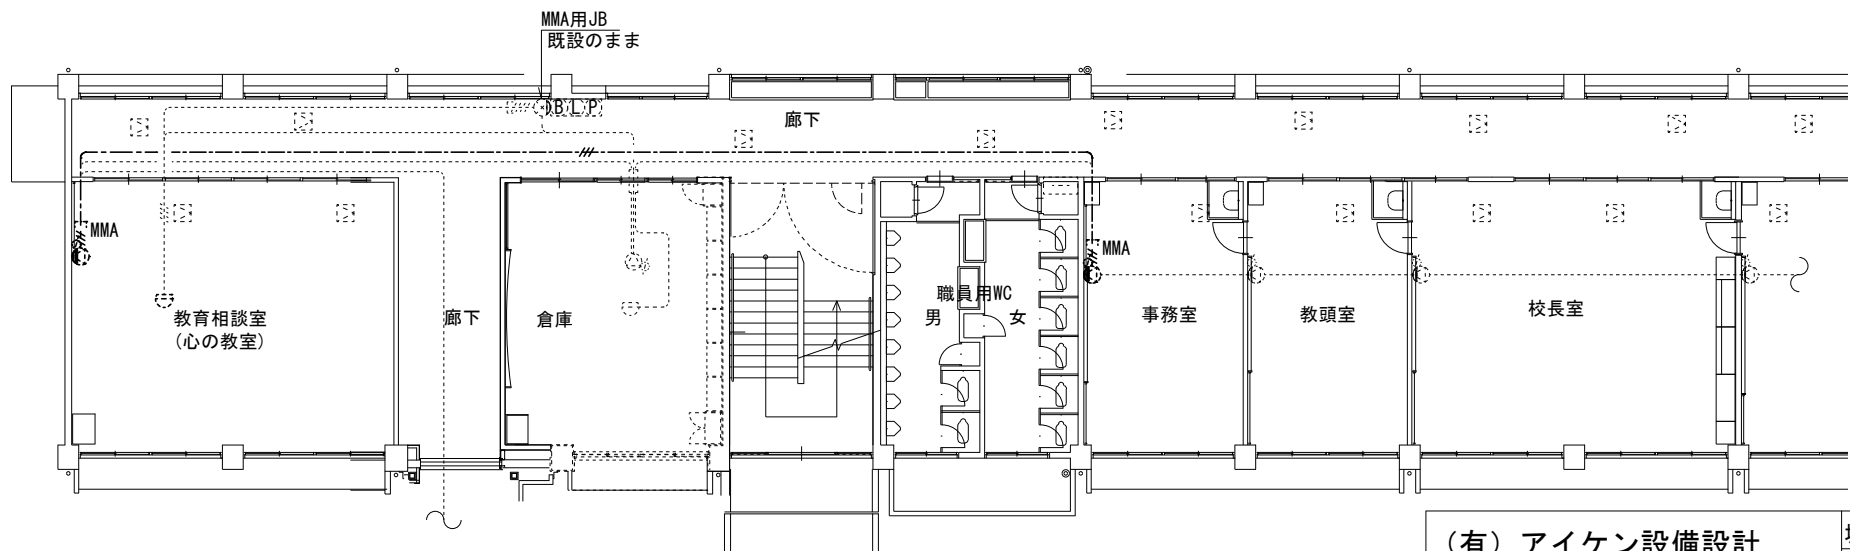 MMA用JB
既設のまま
BLP
廊下
MMA
MMA
職員用WC
男
女
教育相談室
(心の教室)
廊下
倉庫
事務室
教頭室
校長室
(有) アイケン設備設計